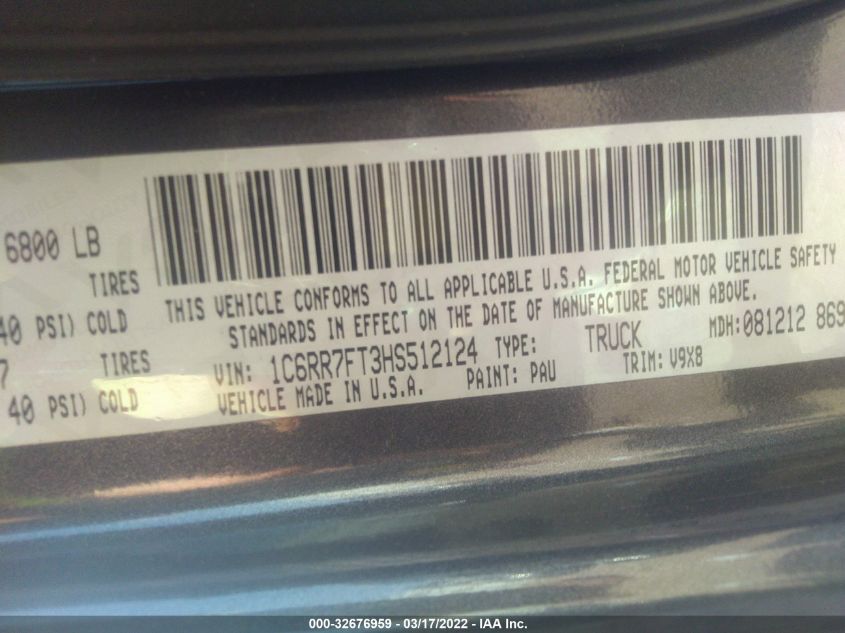 6800 LB
TIRES
THIS VEHICLE CONFORMS TO ALL APPLICABLE U.S.A. FEDERAL MOTOR VEHICLE SAFETY
40 PSI) COLD
STANDARDS IN EFFECT ON THE DATE OF MANUFACTURE SHOWN ABOVE.
7 TIRES
VIN: 1C6RR7FT3HS512124 TYPE: TRUCK MDH: 081212 869
40 PSI) COLD
VEHICLE MADE IN U.S.A. PAINT: PAU TRIM: V9X8
000-32676959 — 03/17/2022 — IAA Inc.